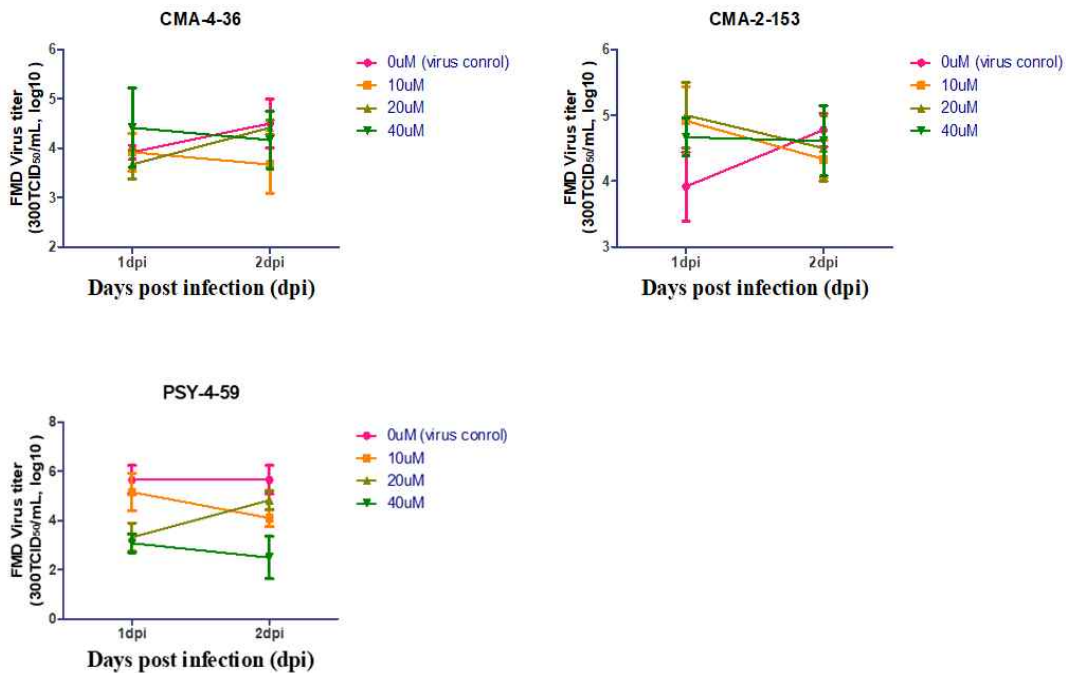 CMA-4-36
6
5
4
3
2
FMD Virus titer
(300TCID₅₀/mL, log10 )
1dpi 2dpi
Days post infection (dpi)
0uM (virus conrol)
10uM
20uM
40uM
CMA-2-153
6
5
4
3
FMD Virus titer
(300TCID₅₀/mL, log10 )
1dpi 2dpi
Days post infection (dpi)
0uM (virus conrol)
10uM
20uM
40uM
PSY-4-59
8
6
4
2
0
FMD Virus titer
(300TCID₅₀/mL, log10 )
1dpi 2dpi
Days post infection (dpi)
0uM (virus conrol)
10uM
20uM
40uM